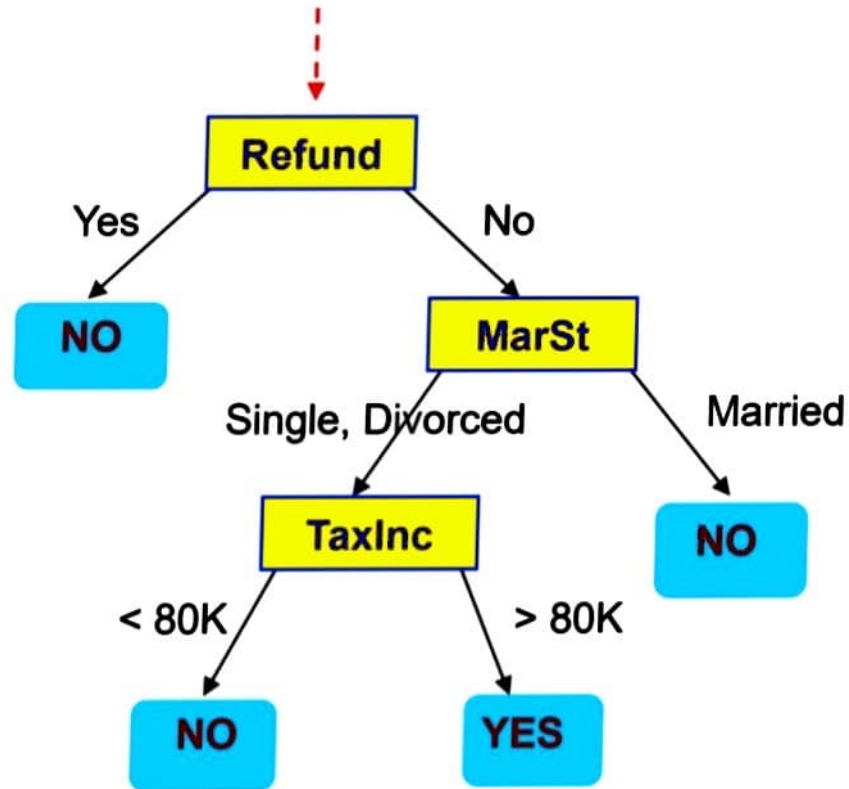 Refund
Yes
No
NO
MarSt
Single, Divorced
Married
TaxInc
NO
< 80K
> 80K
NO
YES